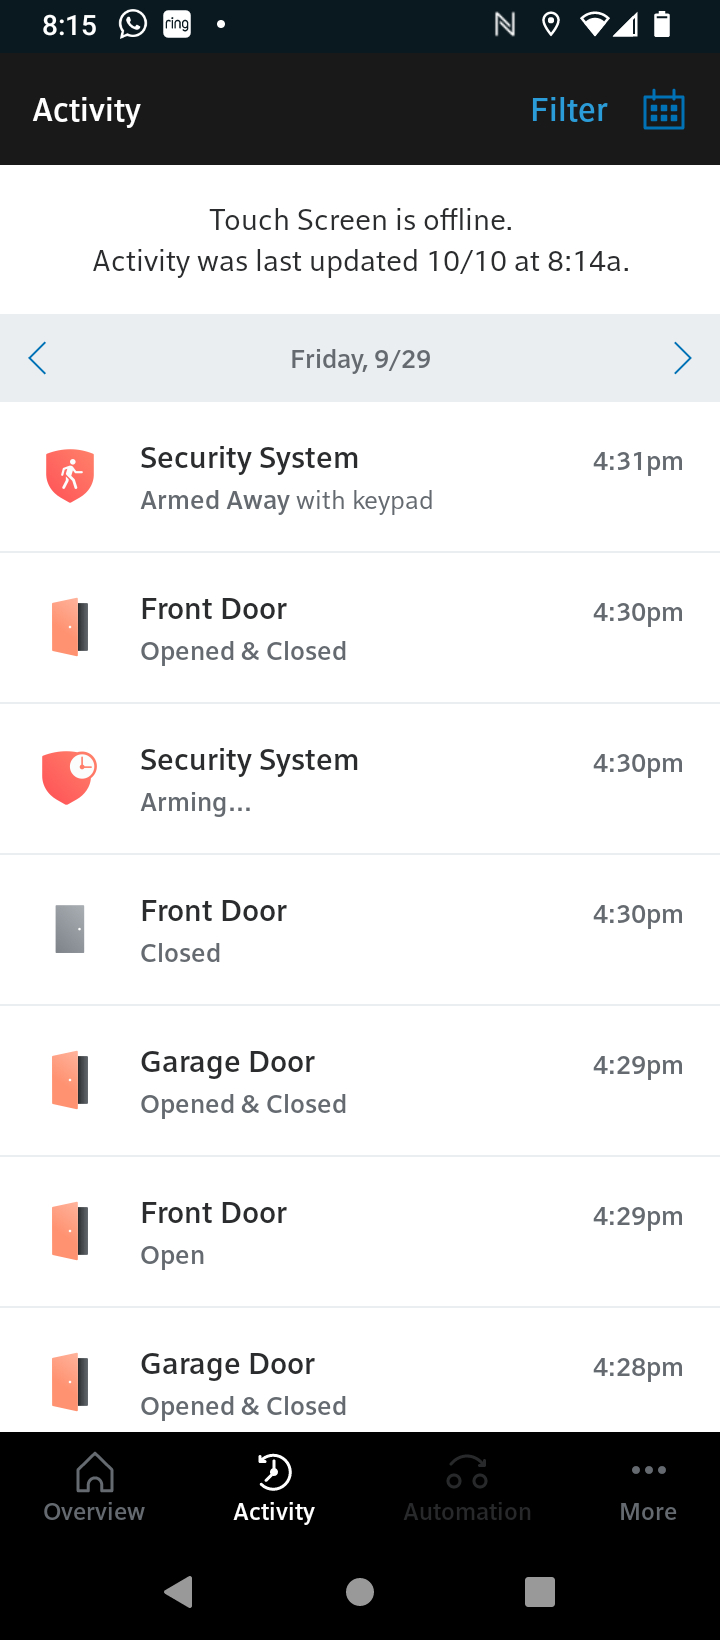 8:15
ring
Activity
Filter
Touch Screen is offline.
Activity was last updated 10/10 at 8:14a.
Friday, 9/29
Security System
4:31pm
Armed Away with keypad
Front Door
4:30pm
Opened & Closed
Security System
4:30pm
Arming...
Front Door
4:30pm
Closed
Garage Door
4:29pm
Opened & Closed
Front Door
4:29pm
Open
Garage Door
4:28pm
Opened & Closed
Overview
Activity
Automation
More